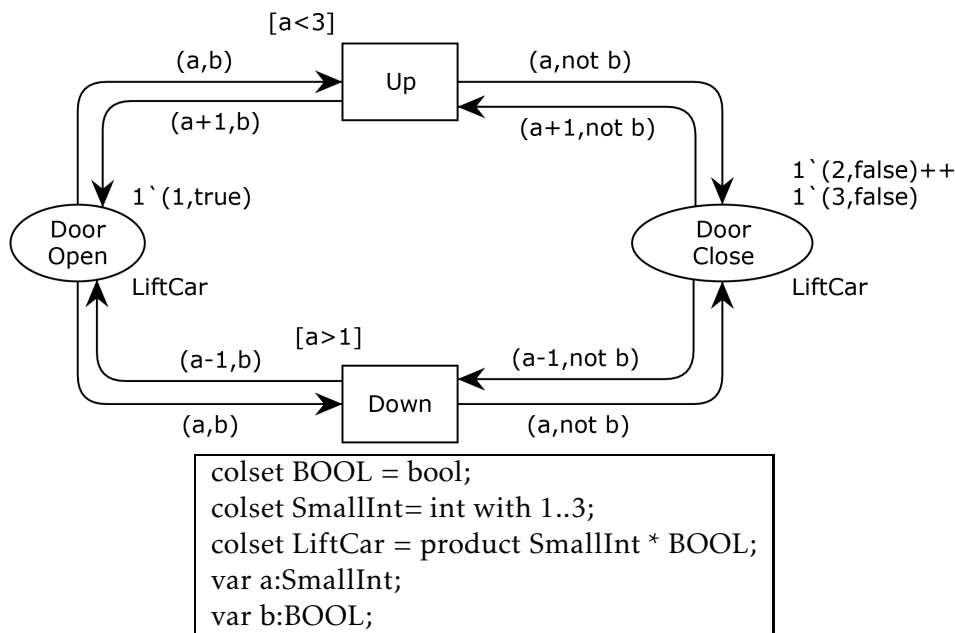 [a<3]
(a,b)
Up
(a,not b)
(a+1,b)
(a+1,not b)
1`(1,true)
1`(2,false)++
1`(3,false)
Door
Open
Door
Close
LiftCar
LiftCar
[a>1]
(a-1,b)
(a-1,not b)
Down
(a,b)
(a,not b)
colset BOOL = bool;
colset SmallInt= int with 1..3;
colset LiftCar = product SmallInt * BOOL;
var a:SmallInt;
var b:BOOL;